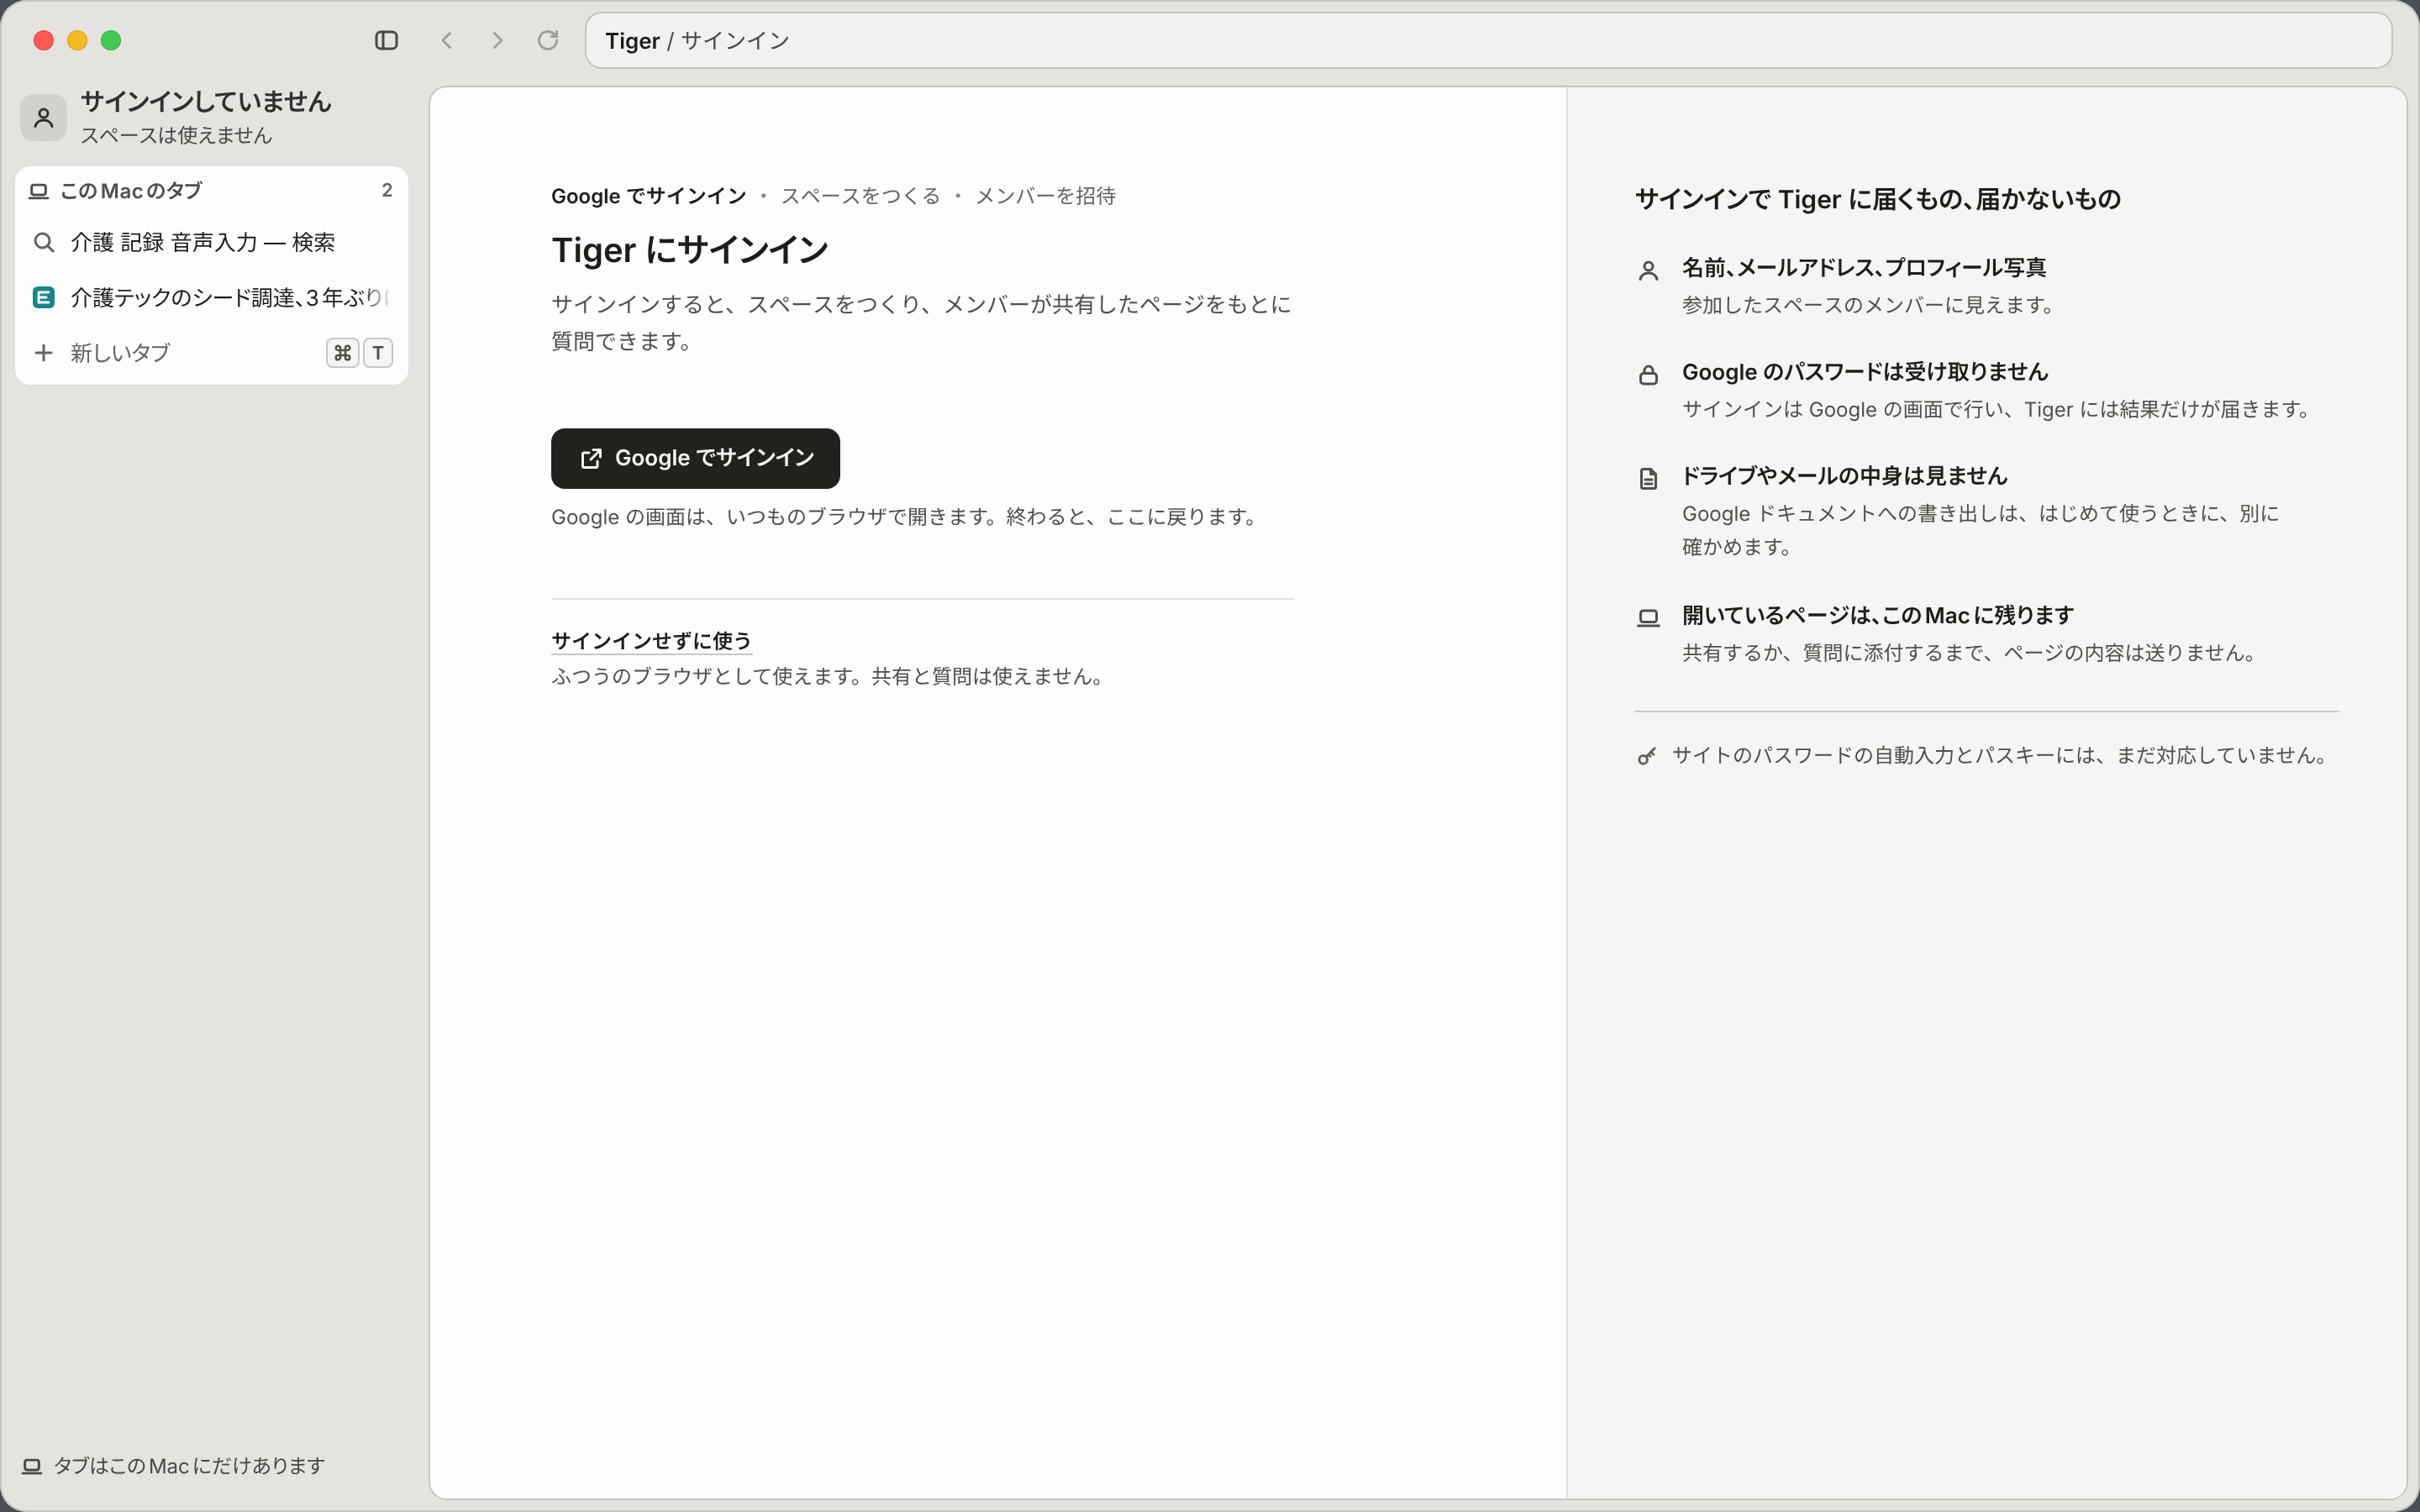 Tiger / サインイン
サインインしていません
スペースは使えません
このMacのタブ 2
介護 記録 音声入力 — 検索
介護テックのシード調達、3年ぶり
新しいタブ ⌘ T
タブはこのMacにだけあります
Google でサインイン ・ スペースをつくる ・ メンバーを招待
Tiger にサインイン
サインインすると、スペースをつくり、メンバーが共有したページをもとに
質問できます。
Google でサインイン
Google の画面は、いつものブラウザで開きます。終わると、ここに戻ります。
サインインせずに使う
ふつうのブラウザとして使えます。共有と質問は使えません。
サインインで Tiger に届くもの、届かないもの
名前、メールアドレス、プロフィール写真
参加したスペースのメンバーに見えます。
Google のパスワードは受け取りません
サインインは Google の画面で行い、Tiger には結果だけが届きます。
ドライブやメールの中身は見ません
Google ドキュメントへの書き出しは、はじめて使うときに、別に
確かめます。
開いているページは、このMacに残ります
共有するか、質問に添付するまで、ページの内容は送りません。
サイトのパスワードの自動入力とパスキーには、まだ対応していません。